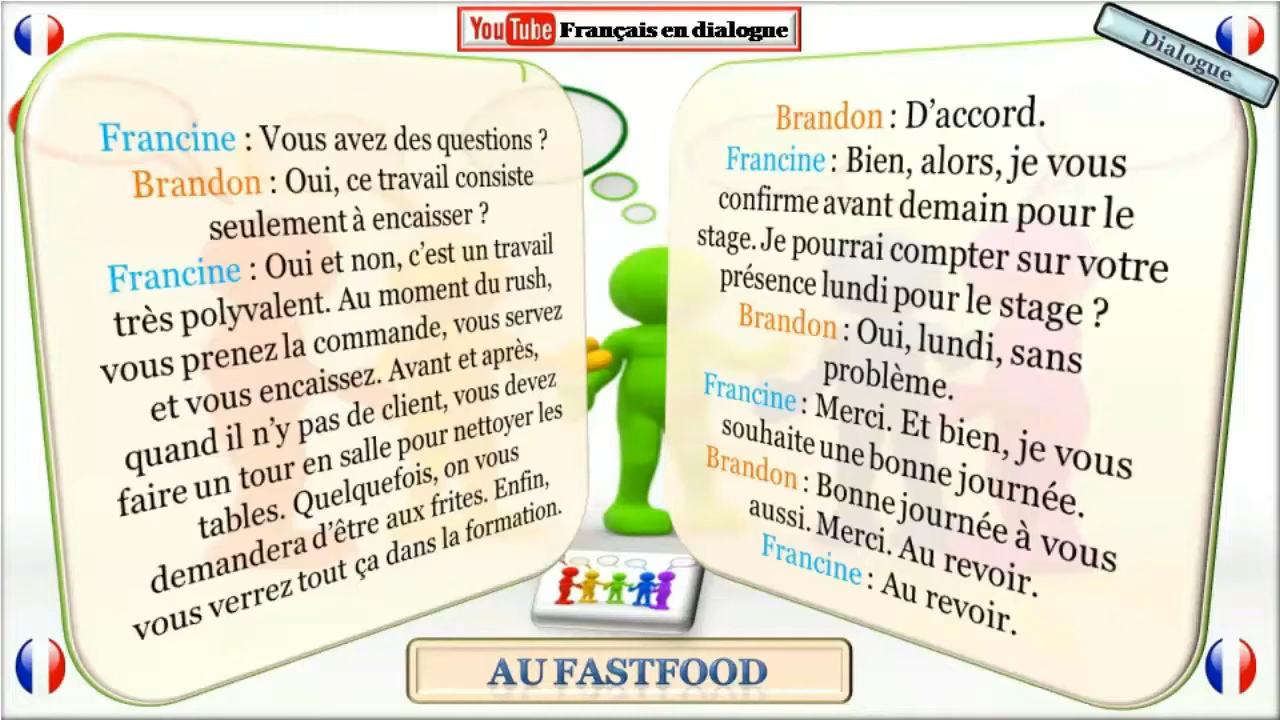 YouTube Français en dialogue
Dialogue
Francine : Vous avez des questions ?
Brandon : Oui, ce travail consiste
seulement à encaisser ?
Francine : Oui et non, c'est un travail
très polyvalent. Au moment du rush,
vous prenez la commande, vous servez
et vous encaissez. Avant et après,
quand il n'y pas de client, vous devez
faire un tour en salle pour nettoyer les
tables. Quelquefois, on vous
demandera d'être aux frites. Enfin,
vous verrez tout ça dans la formation.
Brandon : D'accord.
Francine : Bien, alors, je vous
confirme avant demain pour le
stage. Je pourrai compter sur votre
présence lundi pour le stage ?
Brandon : Oui, lundi, sans
problème.
Francine : Merci. Et bien, je vous
souhaite une bonne journée.
Brandon : Bonne journée à vous
aussi. Merci. Au revoir.
Francine : Au revoir.
AU FASTFOOD